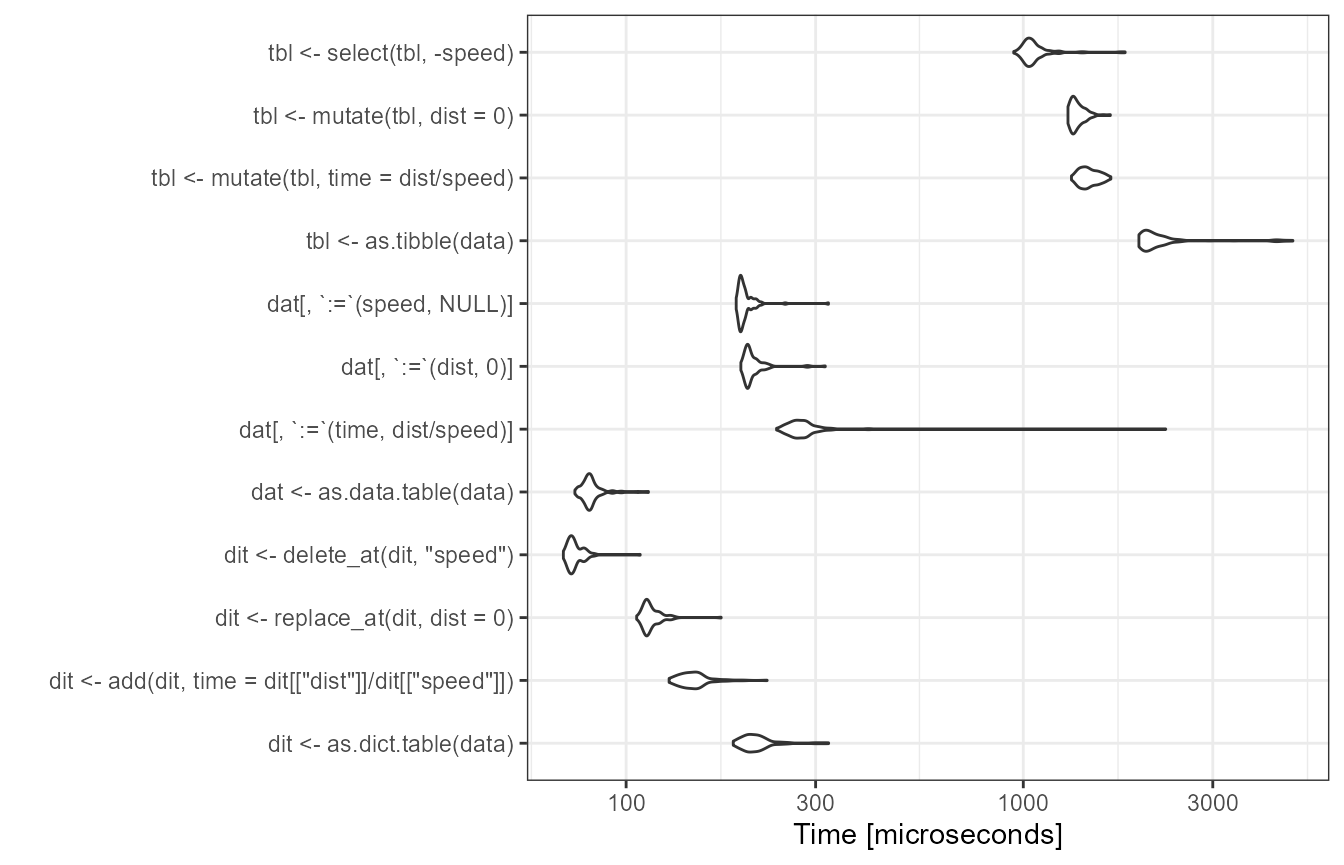 tbl <- select(tbl, -speed)
tbl <- mutate(tbl, dist = 0)
tbl <- mutate(tbl, time = dist/speed)
tbl <- as.tibble(data)
dat[, `:=`(speed, NULL)]
dat[, `:=`(dist, 0)]
dat[, `:=`(time, dist/speed)]
dat <- as.data.table(data)
dit <- delete_at(dit, "speed")
dit <- replace_at(dit, dist = 0)
dit <- add(dit, time = dit[["dist"]]/dit[["speed"]])
dit <- as.dict.table(data)
100 300 1000 3000
Time [microseconds]